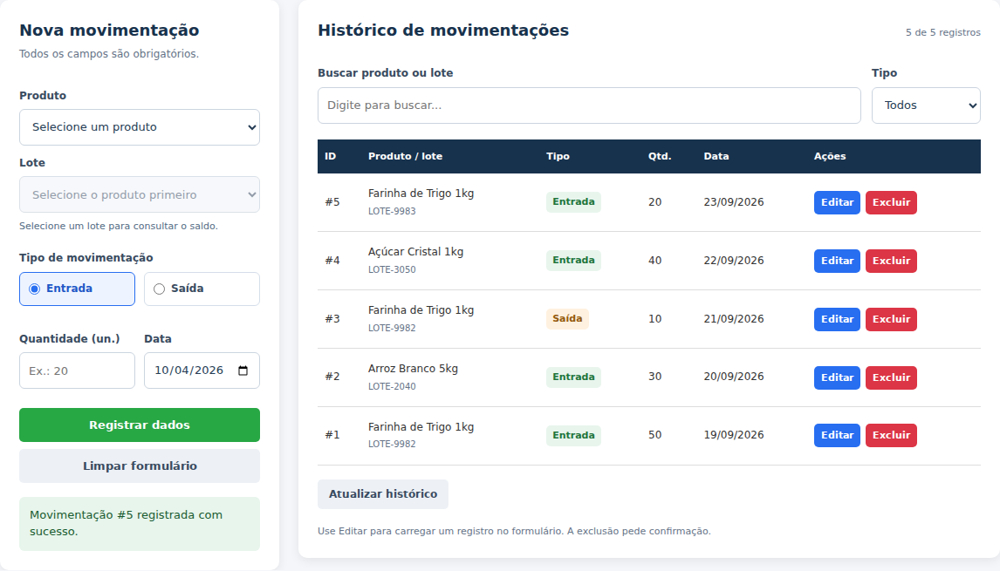 Nova movimentação
Todos os campos são obrigatórios.
Produto
Selecione um produto
Lote
Selecione o produto primeiro
Selecione um lote para consultar o saldo.
Tipo de movimentação
Entrada
Saída
Quantidade (un.) Data
Ex.: 20 10/04/2026
Registrar dados
Limpar formulário
Movimentação #5 registrada com
sucesso.
Histórico de movimentações
5 de 5 registros
Buscar produto ou lote Tipo
Digite para buscar... Todos
ID Produto / lote Tipo Qtd. Data Ações
#5 Farinha de Trigo 1kg Entrada 20 23/09/2026 Editar Excluir
LOTE-9983
#4 Açúcar Cristal 1kg Entrada 40 22/09/2026 Editar Excluir
LOTE-3050
#3 Farinha de Trigo 1kg Saída 10 21/09/2026 Editar Excluir
LOTE-9982
#2 Arroz Branco 5kg Entrada 30 20/09/2026 Editar Excluir
LOTE-2040
#1 Farinha de Trigo 1kg Entrada 50 19/09/2026 Editar Excluir
LOTE-9982
Atualizar histórico
Use Editar para carregar um registro no formulário. A exclusão pede confirmação.